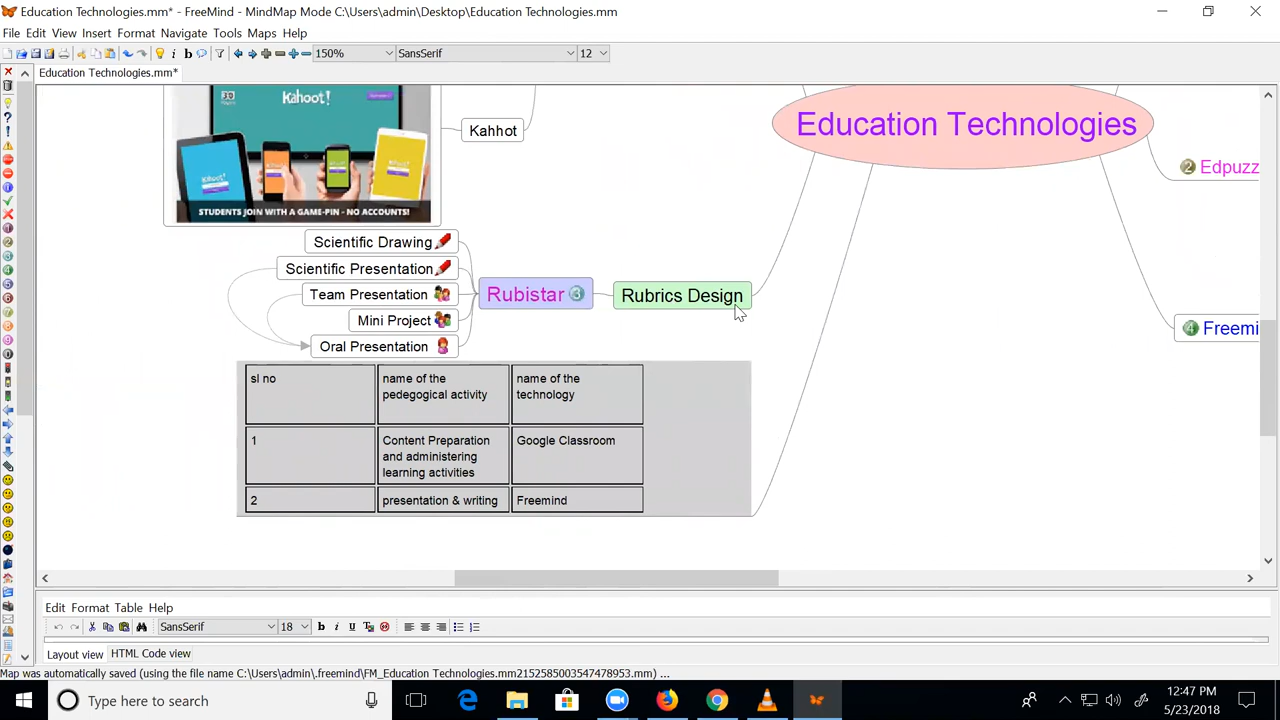 Education Technologies.mm* - FreeMind - MindMap Mode C:\Users\admin\Desktop\Education Technologies.mm
File Edit View Insert Format Navigate Tools Maps Help
150% SansSerif 12
Education Technologies.mm*
Kahoot!
STUDENTS JOIN WITH A GAME-PIN - NO ACCOUNTS!
Kahhot
Education Technologies
2 Edpuzz
Scientific Drawing
Scientific Presentation
Team Presentation
Mini Project
Oral Presentation
Rubistar 3
Rubrics Design
4 Freemi
sl no
name of the
pedegogical activity
name of the
technology
1
Content Preparation
and administering
learning activities
Google Classroom
2
presentation & writing
Freemind
Edit Format Table Help
SansSerif 18
Layout view HTML Code view
Map was automatically saved (using the file name C:\Users\admin\.freemind\FM_Education Technologies.mm2152585003547478953.mm) ...
Type here to search
12:47 PM
5/23/2018